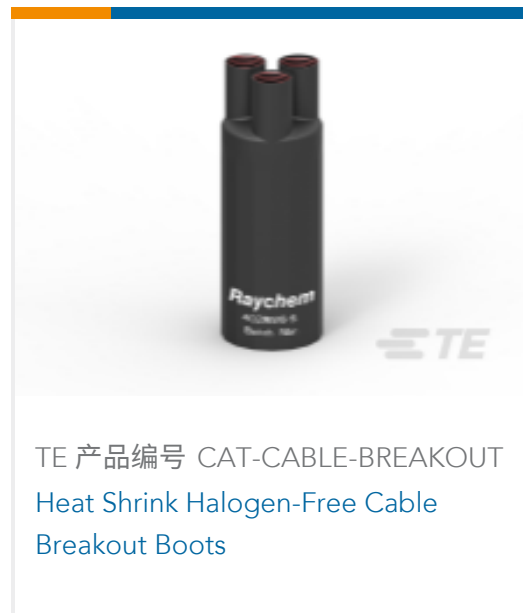 Raychem
TE
TE 产品编号 CAT-CABLE-BREAKOUT
Heat Shrink Halogen-Free Cable
Breakout Boots